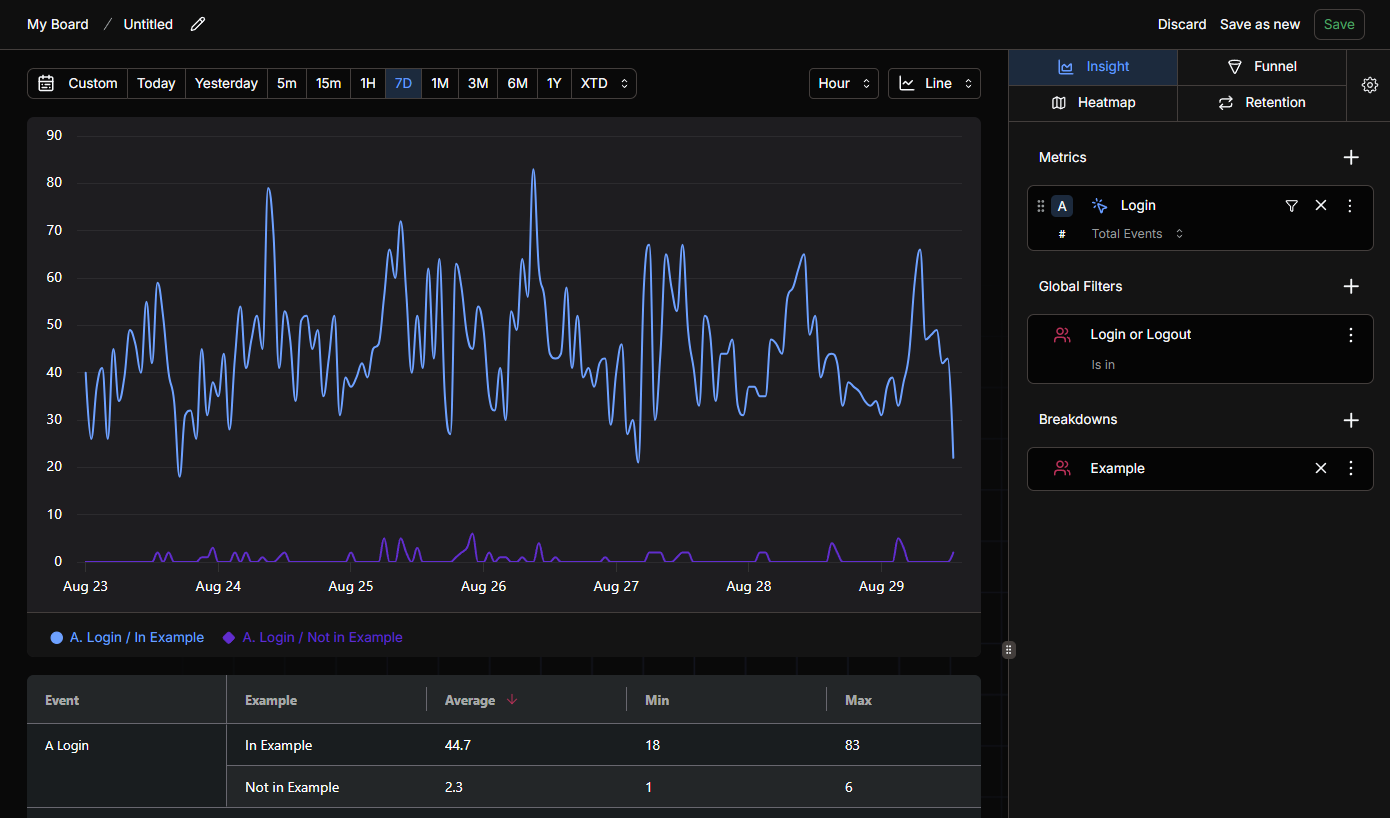 My Board / Untitled
Discard Save as new Save
Custom Today Yesterday 5m 15m 1H 7D 1M 3M 6M 1Y XTD
Hour Line
Insight Funnel
Heatmap Retention
Metrics
A Login
# Total Events
Global Filters
Login or Logout
Is in
Breakdowns
Example
90
80
70
60
50
40
30
20
10
0
Aug 23 Aug 24 Aug 25 Aug 26 Aug 27 Aug 28 Aug 29
A. Login / In Example A. Login / Not in Example
Event Example Average Min Max
A Login In Example 44.7 18 83
Not in Example 2.3 1 6